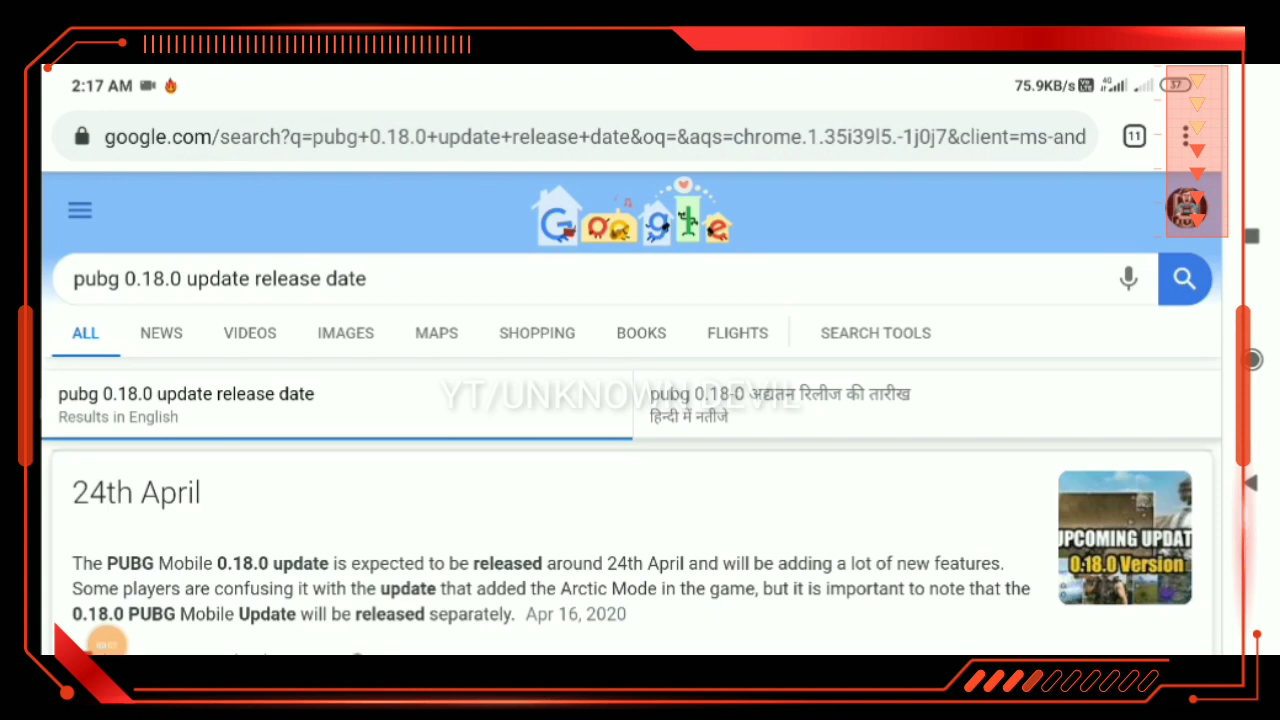 2:17 AM
75.9KB/s
4G
37
google.com/search?q=pubg+0.18.0+update+release+date&oq=&aqs=chrome.1.35i39l5.-1j0j7&client=ms-and
11
Google
pubg 0.18.0 update release date
ALL NEWS VIDEOS IMAGES MAPS SHOPPING BOOKS FLIGHTS SEARCH TOOLS
pubg 0.18.0 update release date
Results in English
pubg 0.18-0 अद्यतन रिलीज की तारीख
हिन्दी में नतीजे
YT/UNKNOWN DEVIL
24th April
UPCOMING UPDAT
0.18.0 Version
The PUBG Mobile 0.18.0 update is expected to be released around 24th April and will be adding a lot of new features.
Some players are confusing it with the update that added the Arctic Mode in the game, but it is important to note that the
0.18.0 PUBG Mobile Update will be released separately. Apr 16, 2020